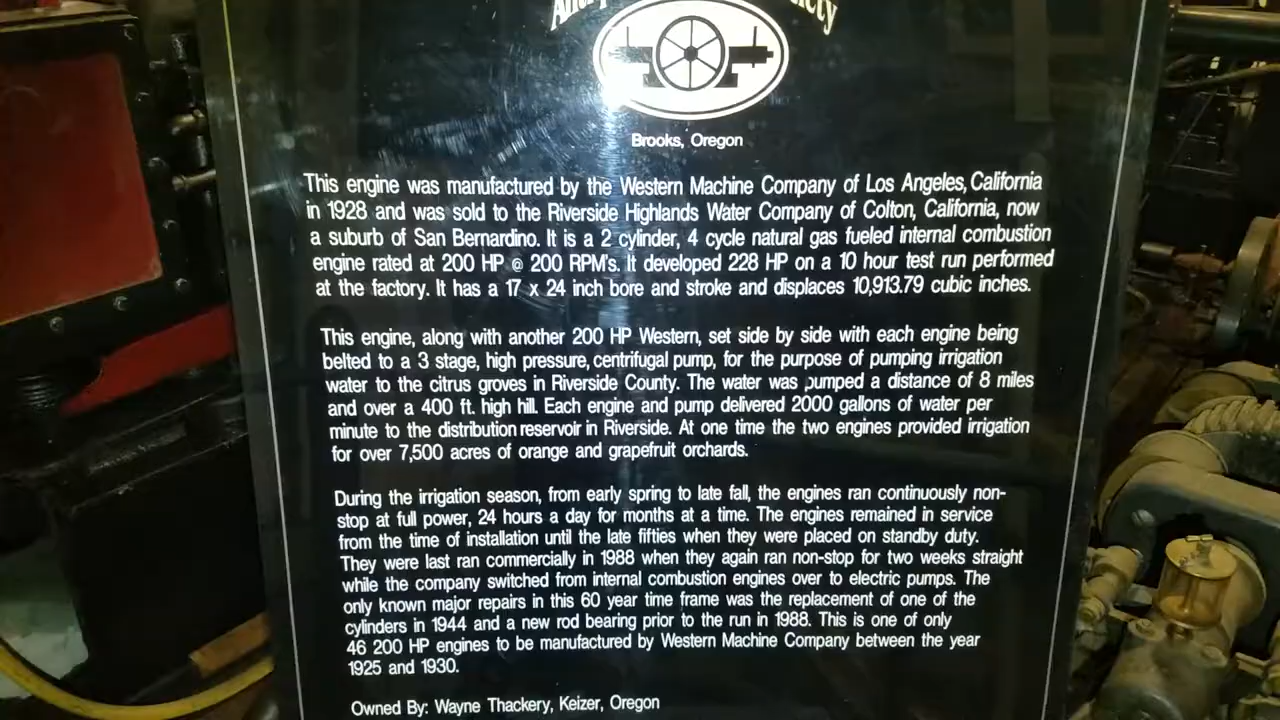 Brooks, Oregon
This engine was manufactured by the Western Machine Company of Los Angeles, California
in 1928 and was sold to the Riverside Highlands Water Company of Colton, California, now
a suburb of San Bernardino. It is a 2 cylinder, 4 cycle natural gas fueled internal combustion
engine rated at 200 HP @ 200 RPM's. It developed 228 HP on a 10 hour test run performed
at the factory. It has a 17 x 24 inch bore and stroke and displaces 10,913.79 cubic inches.
This engine, along with another 200 HP Western, set side by side with each engine being
belted to a 3 stage, high pressure, centrifugal pump, for the purpose of pumping irrigation
water to the citrus groves in Riverside County. The water was pumped a distance of 8 miles
and over a 400 ft. high hill. Each engine and pump delivered 2000 gallons of water per
minute to the distribution reservoir in Riverside. At one time the two engines provided irrigation
for over 7,500 acres of orange and grapefruit orchards.
During the irrigation season, from early spring to late fall, the engines ran continuously non-
stop at full power, 24 hours a day for months at a time. The engines remained in service
from the time of installation until the late fifties when they were placed on standby duty.
They were last ran commercially in 1988 when they again ran non-stop for two weeks straight
while the company switched from internal combustion engines over to electric pumps. The
only known major repairs in this 60 year time frame was the replacement of one of the
cylinders in 1944 and a new rod bearing prior to the run in 1988. This is one of only
46 200 HP engines to be manufactured by Western Machine Company between the year
1925 and 1930.
Owned By: Wayne Thackery, Keizer, Oregon